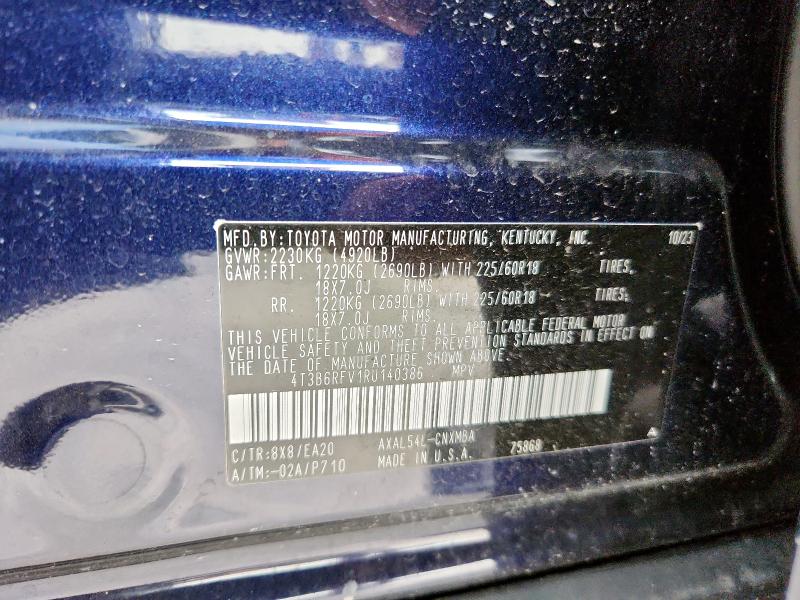 MFD.BY:TOYOTA MOTOR MANUFACTURING, KENTUCKY, INC. 10/23
GVWR:2230KG (4920LB)
GAWR:FRT. 1220KG (2690LB) WITH 225/60R18 TIRES,
18X7.0J RIMS
RR. 1220KG (2690LB) WITH 225/60R18 TIRES,
18X7.0J RIMS
THIS VEHICLE CONFORMS TO ALL APPLICABLE FEDERAL MOTOR
VEHICLE SAFETY AND THEFT PREVENTION STANDARDS IN EFFECT ON
THE DATE OF MANUFACTURE SHOWN ABOVE.
4T3B6RFV1RU140386 MPV
C/TR:8X8/EA20 AXAL54L-CNXMBA 75868
A/TM:-02A/P710 MADE IN U.S.A.